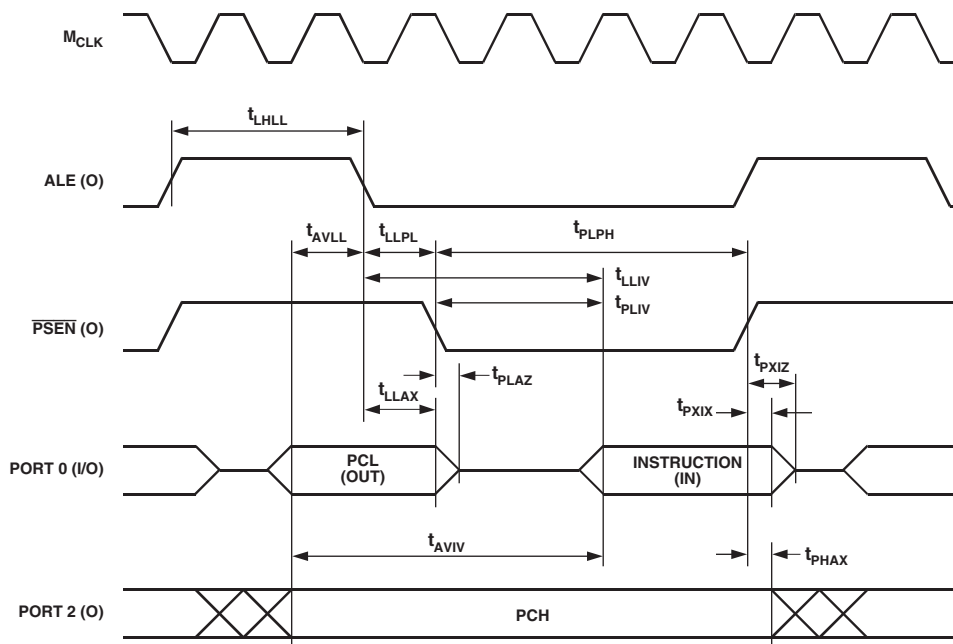 MCLK
tLHLL
ALE (O)
tAVLL
tLLPL
tPLPH
tLLIV
PSEN (O)
tPLIV
tPLAZ
tPXIZ
tLLAX
tPXIX
PORT 0 (I/O)
PCL
(OUT)
INSTRUCTION
(IN)
tAVIV
tPHAX
PORT 2 (O)
PCH